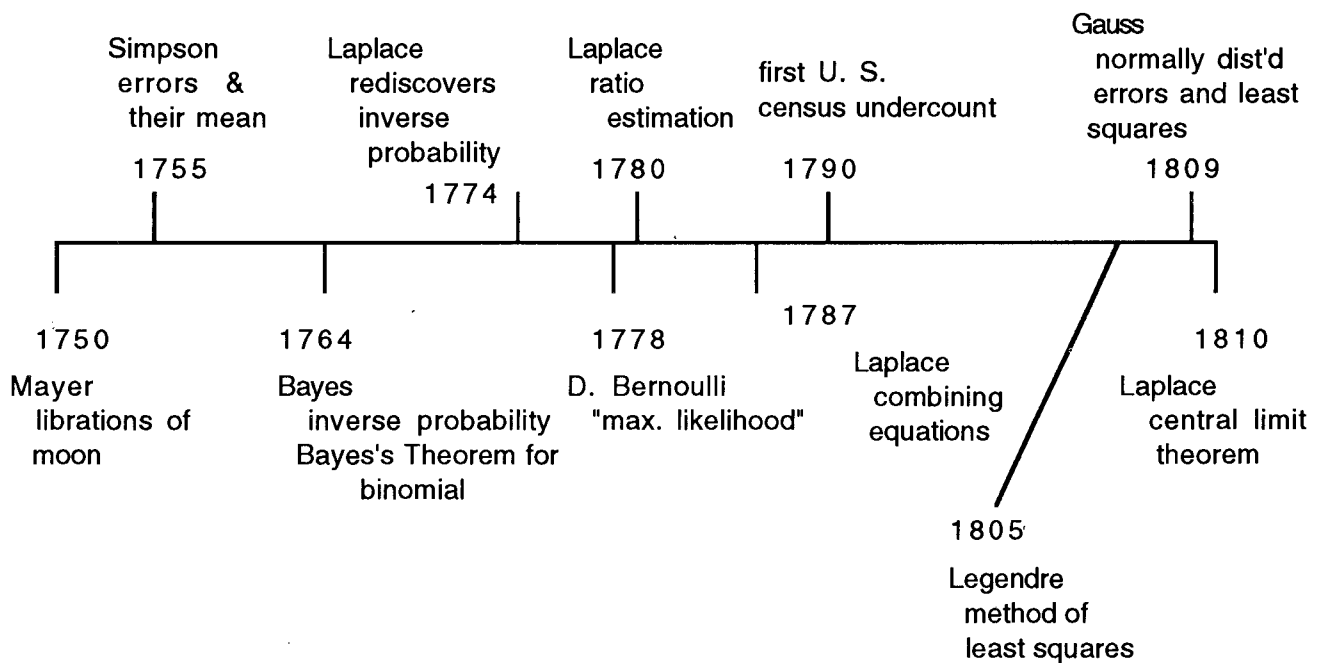 Simpson
errors &
their mean
1755
Laplace
rediscovers
inverse
probability
1774
Laplace
ratio
estimation
1780
first U. S.
census undercount
1790
Gauss
normally dist'd
errors and least
squares
1809
1750
Mayer
librations of
moon
1764
Bayes
inverse probability
Bayes's Theorem for
binomial
1778
D. Bernoulli
"max. likelihood"
1787
Laplace
combining
equations
1805
Legendre
method of
least squares
1810
Laplace
central limit
theorem